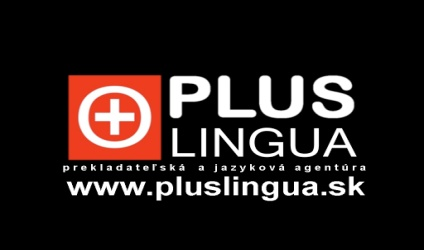 PLUS
LINGUA
prekladateľská a jazyková agentúra
www.pluslingua.sk